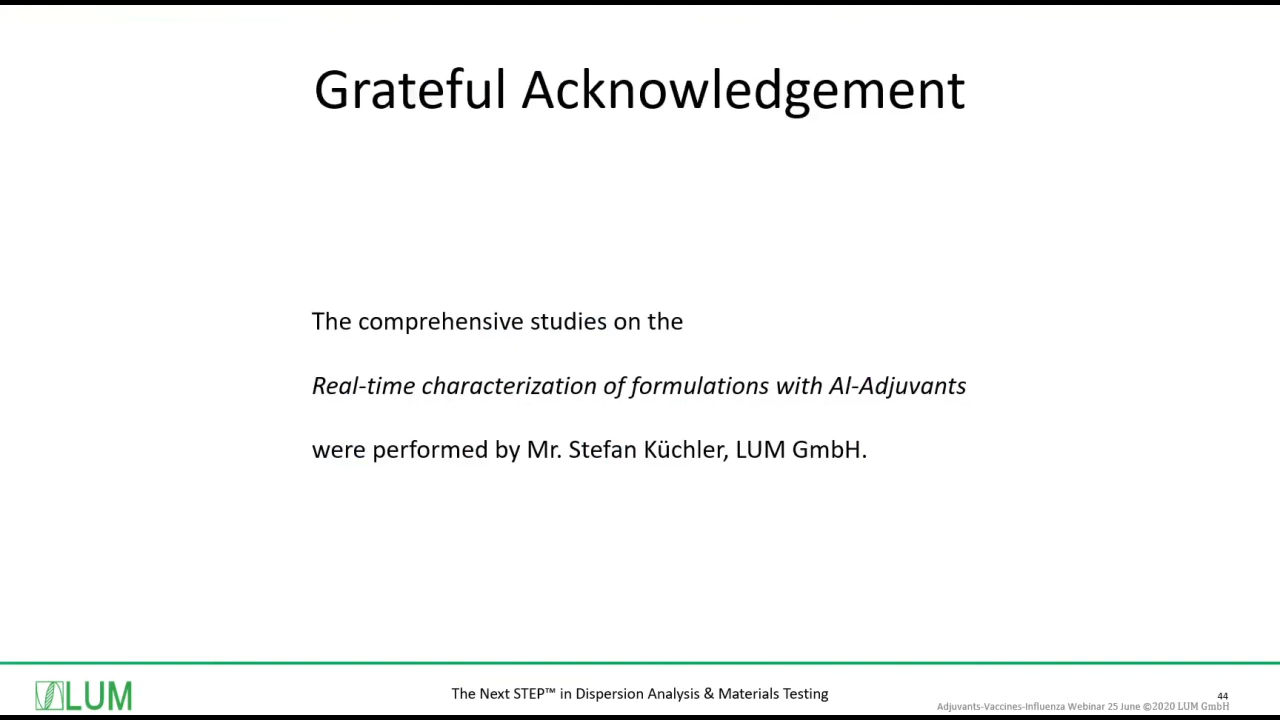 Grateful Acknowledgement
The comprehensive studies on the
Real-time characterization of formulations with Al-Adjuvants
were performed by Mr. Stefan Küchler, LUM GmbH.
LUM
The Next STEP™ in Dispersion Analysis & Materials Testing
44
Adjuvants-Vaccines-Influenza Webinar 25 June ©2020 LUM GmbH